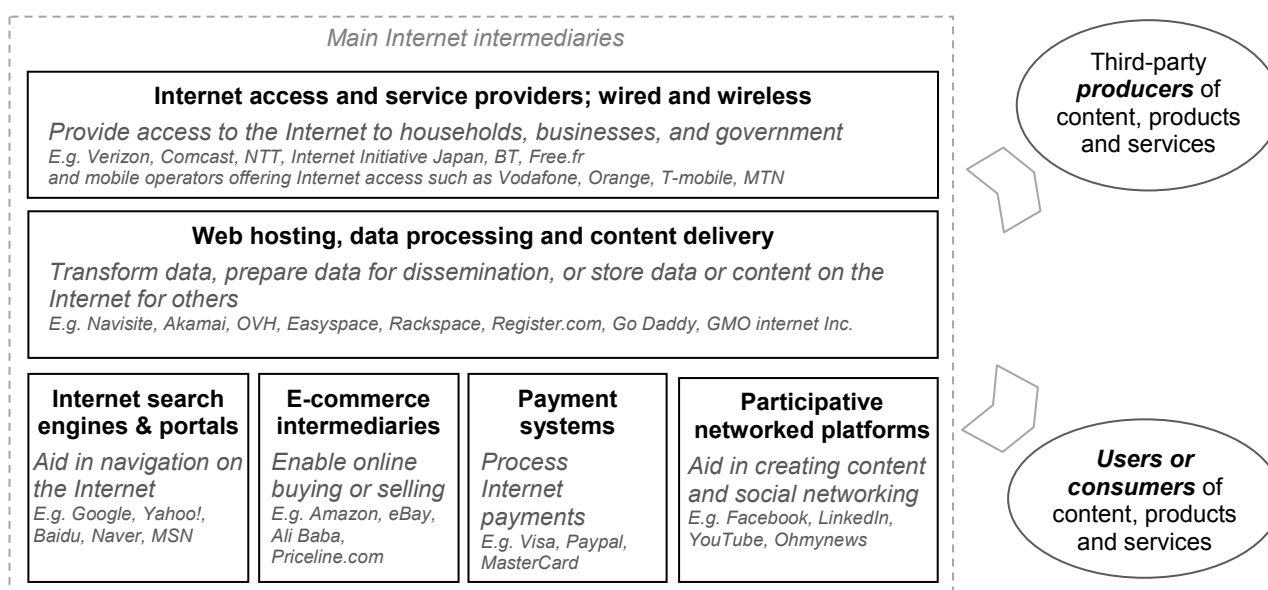 Main Internet intermediaries
Internet access and service providers; wired and wireless
Provide access to the Internet to households, businesses, and government
E.g. Verizon, Comcast, NTT, Internet Initiative Japan, BT, Free.fr
and mobile operators offering Internet access such as Vodafone, Orange, T-mobile, MTN
Web hosting, data processing and content delivery
Transform data, prepare data for dissemination, or store data or content on the
Internet for others
E.g. Navisite, Akamai, OVH, Easyspace, Rackspace, Register.com, Go Daddy, GMO internet Inc.
Internet search
engines & portals
Aid in navigation on
the Internet
E.g. Google, Yahoo!,
Baidu, Naver, MSN
E-commerce
intermediaries
Enable online
buying or selling
E.g. Amazon, eBay,
Ali Baba,
Priceline.com
Payment
systems
Process
Internet
payments
E.g. Visa, Paypal,
MasterCard
Participative
networked platforms
Aid in creating content
and social networking
E.g. Facebook, LinkedIn,
YouTube, Ohmynews
Third-party
producers of
content, products
and services
Users or
consumers of
content, products
and services